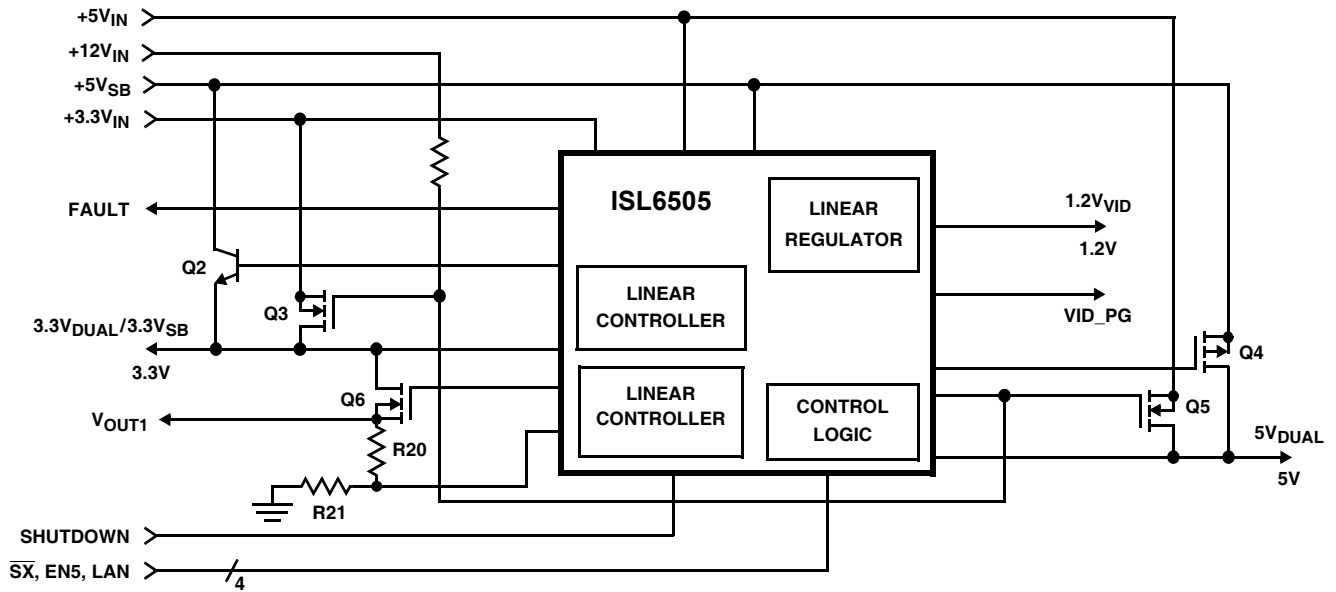 +5VIN
+12VIN
+5VSB
+3.3VIN
FAULT
Q2
Q3
3.3VDUAL/3.3VSB
3.3V
Q6
VOUT1
R20
R21
SHUTDOWN
S̅X̅, EN5, LAN
4
ISL6505
LINEAR
REGULATOR
LINEAR
CONTROLLER
LINEAR
CONTROLLER
CONTROL
LOGIC
1.2VVID
1.2V
VID_PG
Q4
Q5
5VDUAL
5V